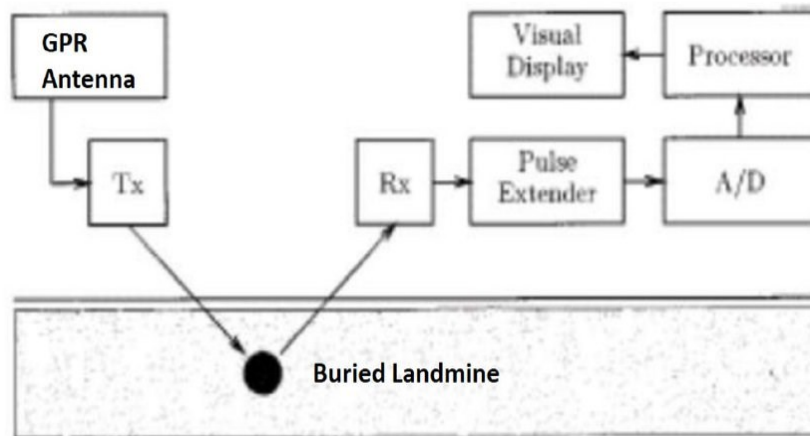 GPR
Antenna
Visual
Display
Processor
Tx
Rx
Pulse
Extender
A/D
Buried Landmine